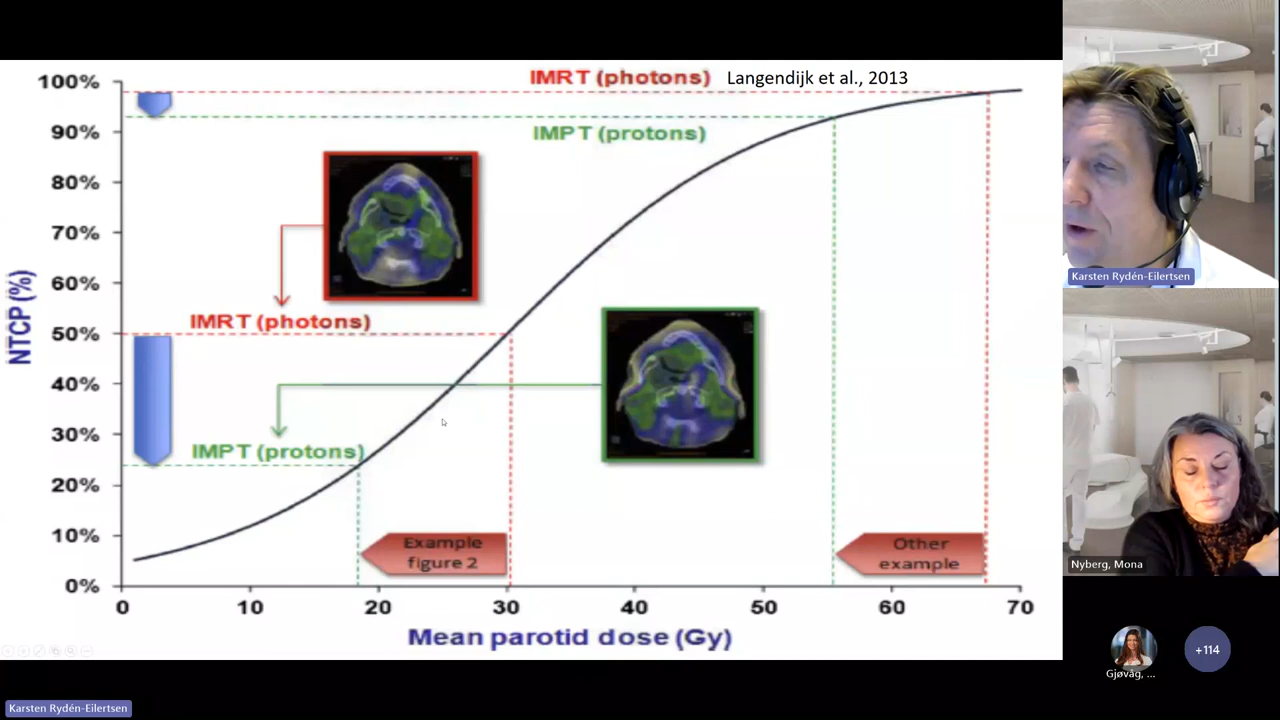 IMRT (photons) Langendijk et al., 2013
100%
90%
80%
70%
60%
50%
40%
30%
20%
10%
0%
NTCP (%)
IMPT (protons)
IMRT (photons)
IMPT (protons)
Example
figure 2
Other
example
0 10 20 30 40 50 60 70
Mean parotid dose (Gy)
Karsten Rydén-Eilertsen
Karsten Rydén-Eilertsen
Nyberg, Mona
Gjøvåg, ...
+114